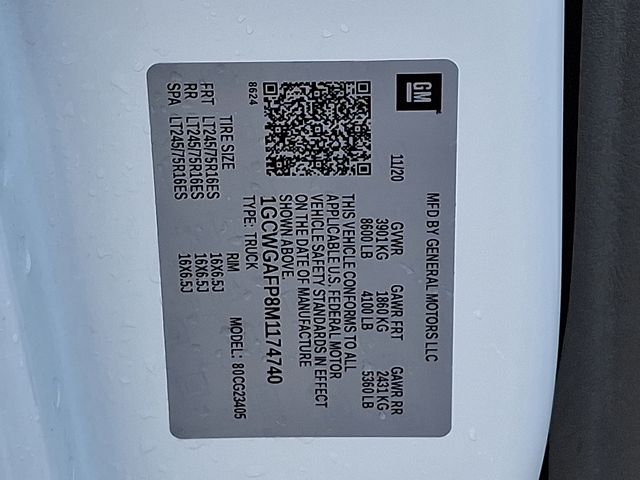 GM
MFD BY GENERAL MOTORS LLC
11/20
GVWR GAWR FRT GAWR RR
3901 KG 1860 KG 2431 KG
8600 LB 4100 LB 5360 LB
THIS VEHICLE CONFORMS TO ALL
APPLICABLE U.S. FEDERAL MOTOR
VEHICLE SAFETY STANDARDS IN EFFECT
ON THE DATE OF MANUFACTURE
SHOWN ABOVE.
1GCWGAFP8M1174740
TYPE: TRUCK
MODEL: 80CG23405
8624
TIRE SIZE RIM
FRT LT245/75R16ES 16X6.5J
RR LT245/75R16ES 16X6.5J
SPA LT245/75R16ES 16X6.5J